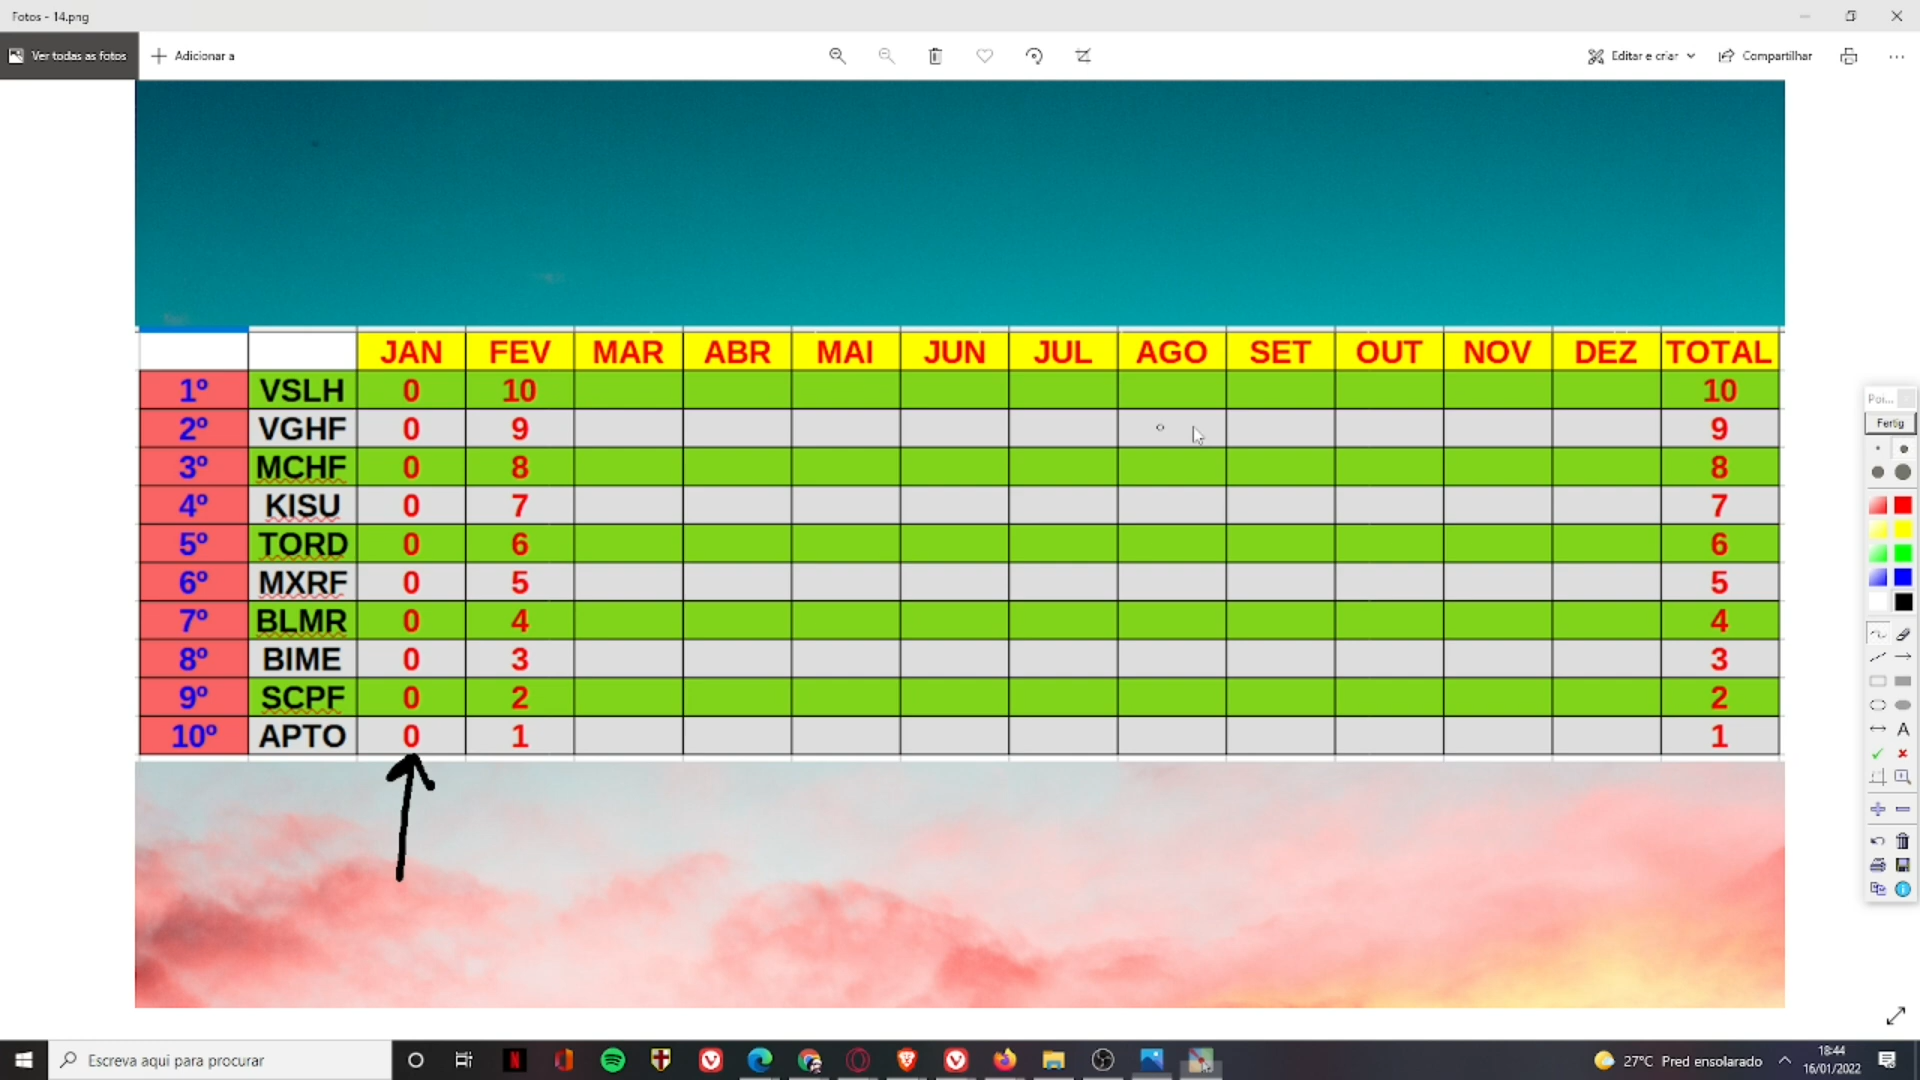 Fotos - 14.png
Ver todas as fotos
Adicionar a
Editar e criar
Compartilhar
JAN FEV MAR ABR MAI JUN JUL AGO SET OUT NOV DEZ TOTAL
1º VSLH 0 10 10
2º VGHF 0 9 9
3º MCHF 0 8 8
4º KISU 0 7 7
5º TORD 0 6 6
6º MXRF 0 5 5
7º BLMR 0 4 4
8º BIME 0 3 3
9º SCPF 0 2 2
10º APTO 0 1 1
Poi...
Fertig
A
Escreva aqui para procurar
27°C Pred ensolarado
18:44
16/01/2022